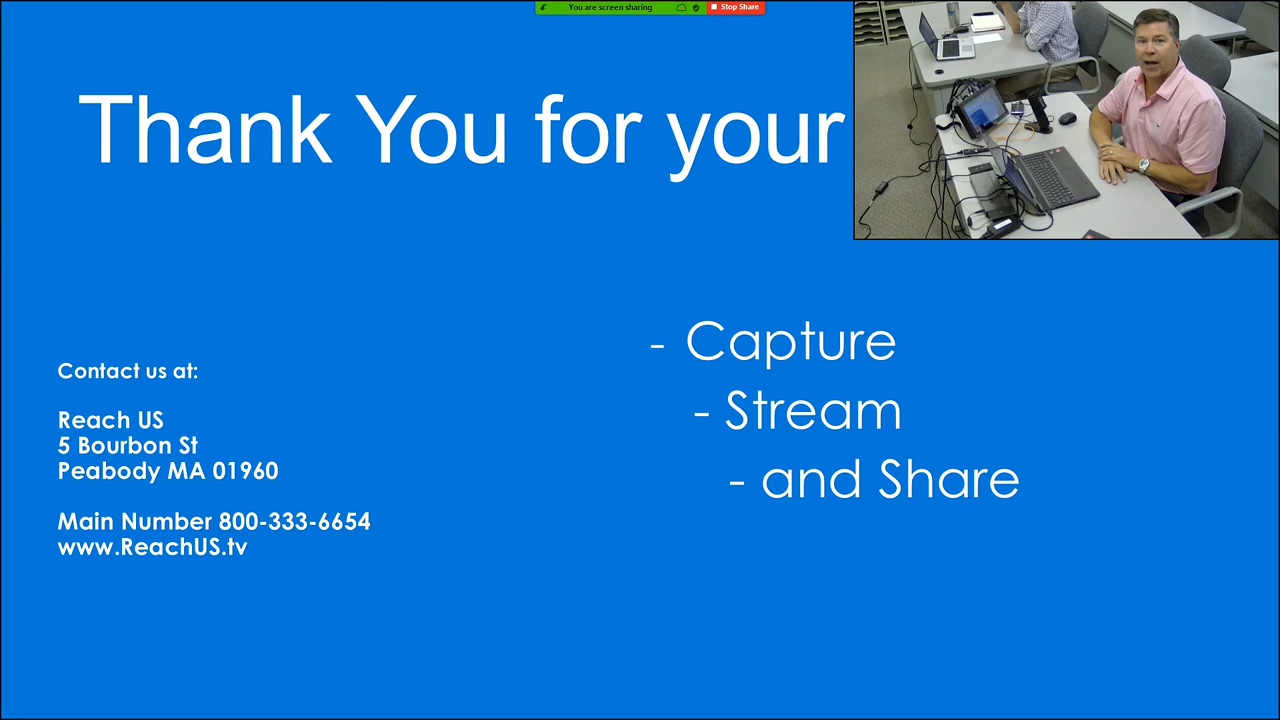 You are screen sharing
Stop Share
Thank You for your
- Capture
- Stream
- and Share
Contact us at:
Reach US
5 Bourbon St
Peabody MA 01960
Main Number 800-333-6654
www.ReachUS.tv